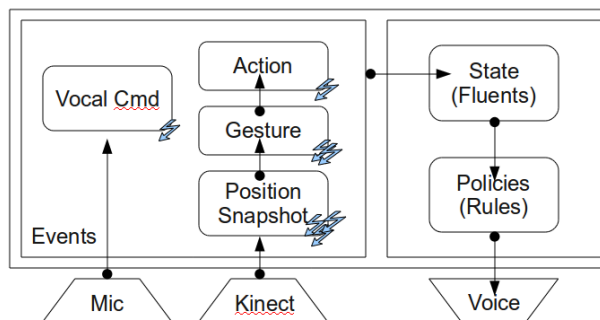 Action
Vocal Cmd
Gesture
Position
Snapshot
Events
Mic
Kinect
State
(Fluents)
Policies
(Rules)
Voice